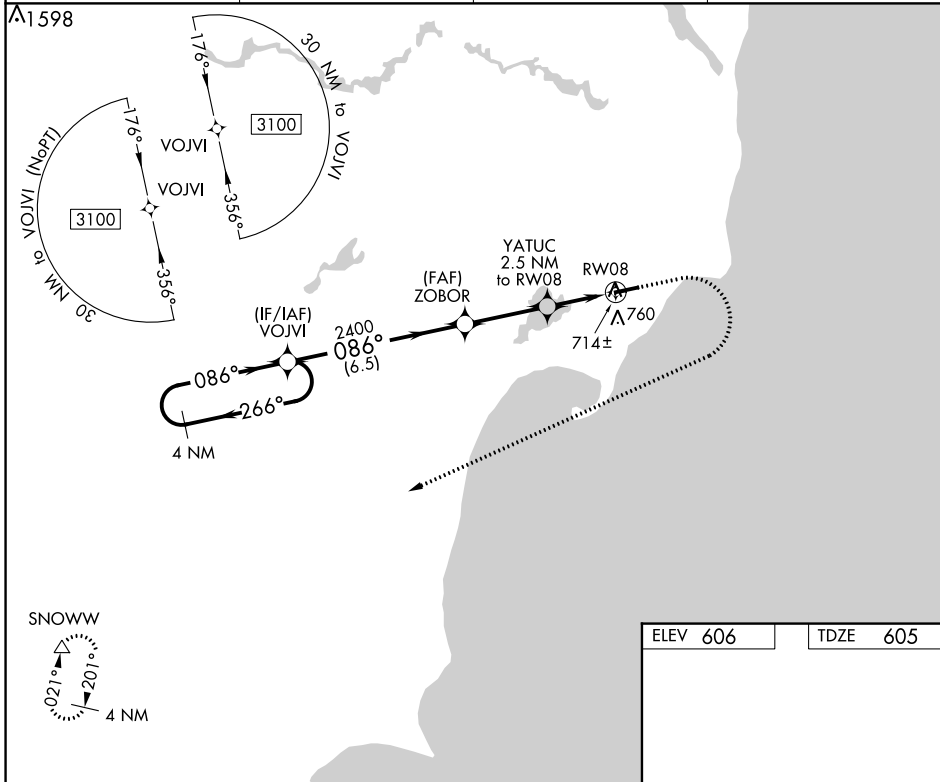 1598
176°
30 NM to VOJVI
3100
VOJVI
356°
30 NM to VOJVI (NoPT)
176°
VOJVI
3100
356°
YATUC
2.5 NM
to RW08
RW08
(FAF)
ZOBOR
760
714±
(IF/IAF)
VOJVI
2400
086°
(6.5)
086°
266°
4 NM
SNOWW
021°
201°
4 NM
ELEV 606
TDZE 605